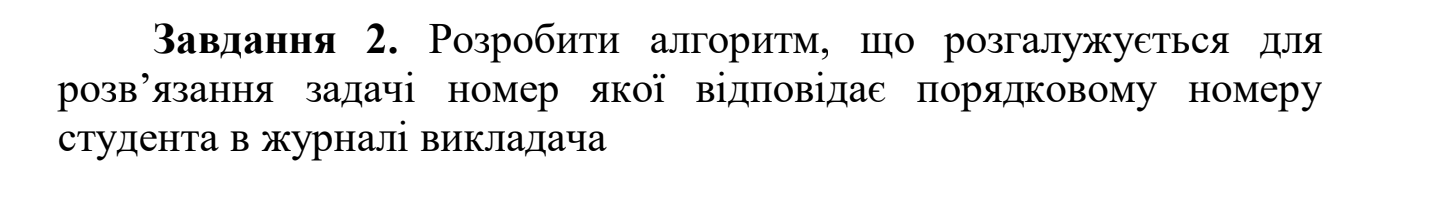 Завдання 2. Розробити алгоритм, що розгалужується для
розв’язання задачі номер якої відповідає порядковому номеру
студента в журналі викладача